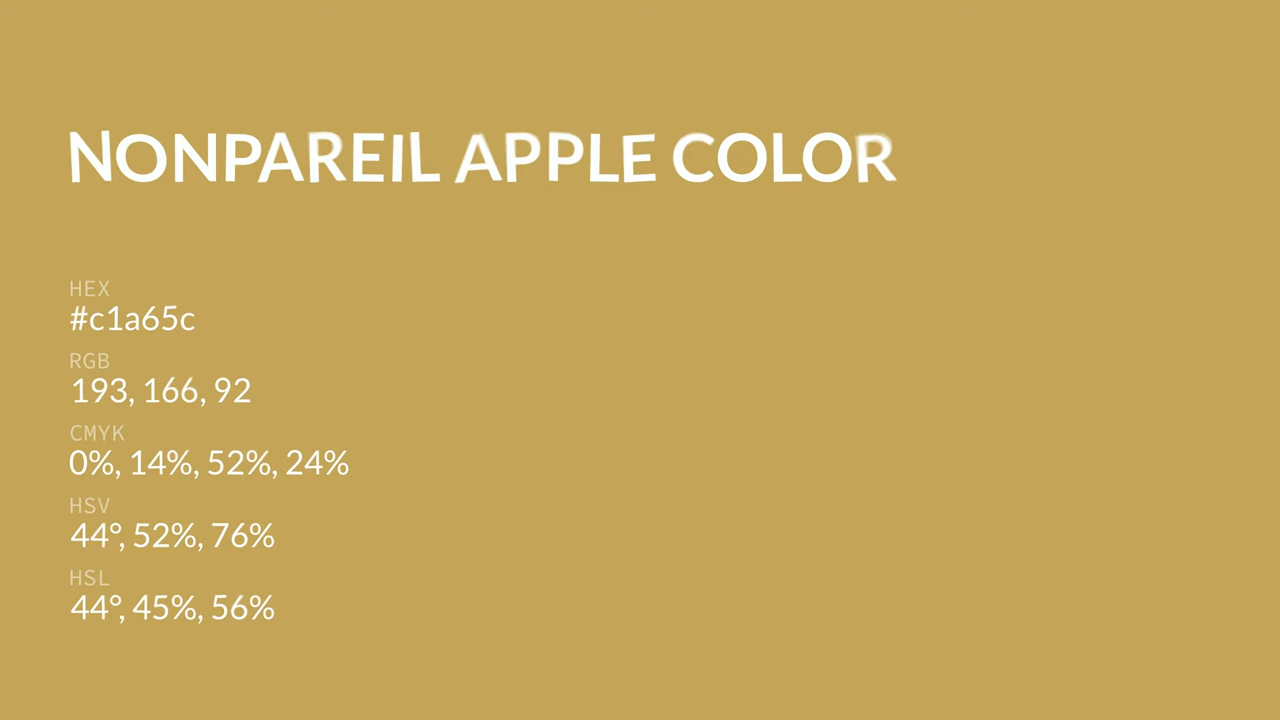 NONPAREIL APPLE COLOR
HEX
#c1a65c
RGB
193, 166, 92
CMYK
0%, 14%, 52%, 24%
HSV
44°, 52%, 76%
HSL
44°, 45%, 56%